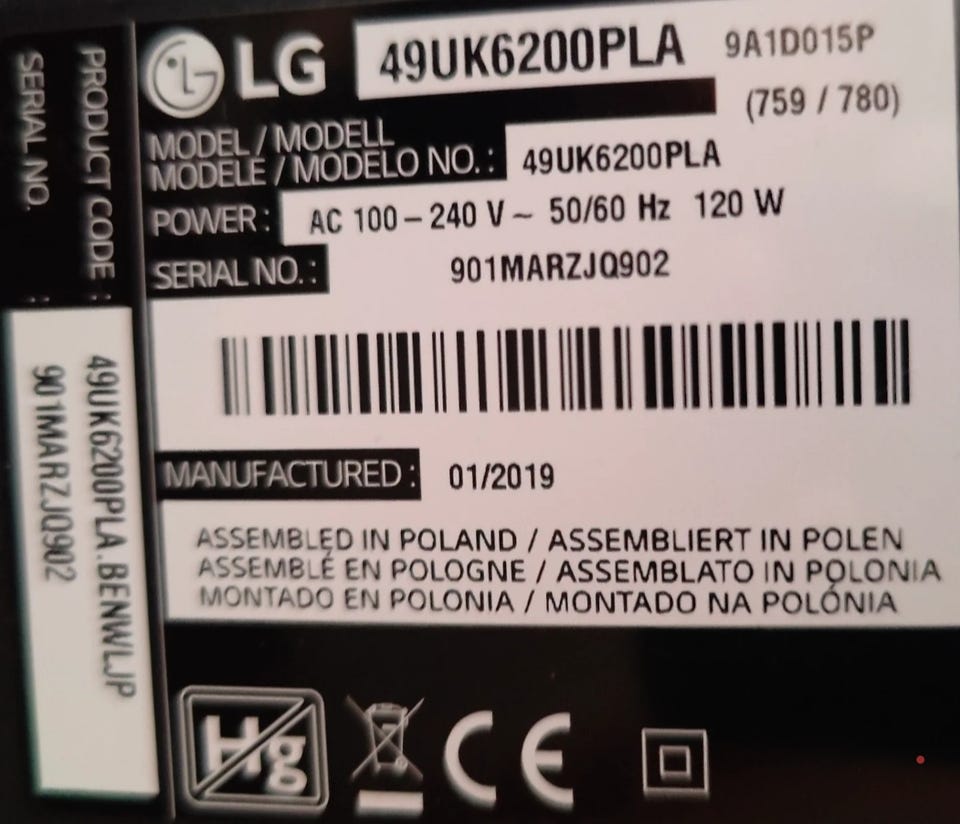 LG 49UK6200PLA 9A1D015P
(759 / 780)
MODEL / MODELL
MODÈLE / MODELO NO. : 49UK6200PLA
POWER : AC 100 – 240 V ~ 50/60 Hz 120 W
SERIAL NO. : 901MARZJQ902
MANUFACTURED : 01/2019
ASSEMBLED IN POLAND / ASSEMBLIERT IN POLEN
ASSEMBLÉ EN POLOGNE / ASSEMBLATO IN POLONIA
MONTADO EN POLONIA / MONTADO NA POLÓNIA
Hg CE
PRODUCT CODE : 49UK6200PLA.BENWLJP
SERIAL NO. : 901MARZJQ902